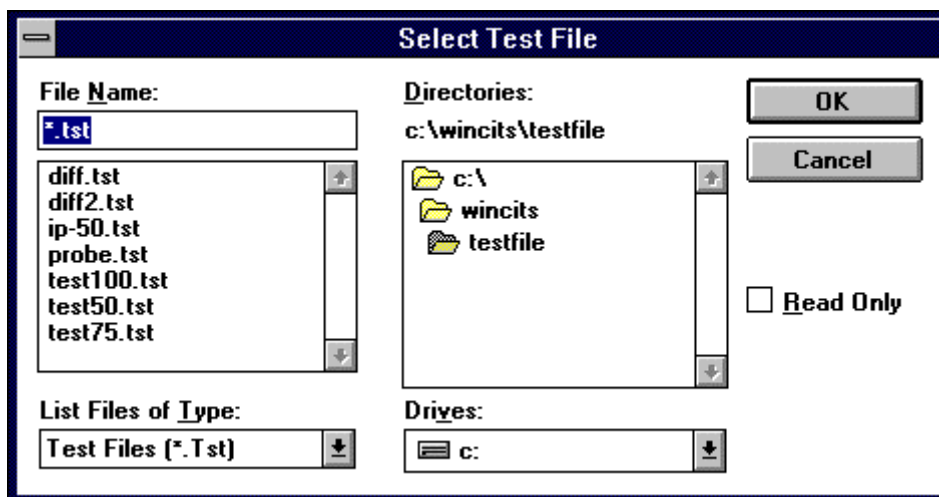 Select Test File
File Name:
*.tst
diff.tst
diff2.tst
ip-50.tst
probe.tst
test100.tst
test50.tst
test75.tst
List Files of Type:
Test Files (*.Tst)
Directories:
c:\wincits\testfile
c:\
wincits
testfile
Drives:
c:
OK
Cancel
Read Only